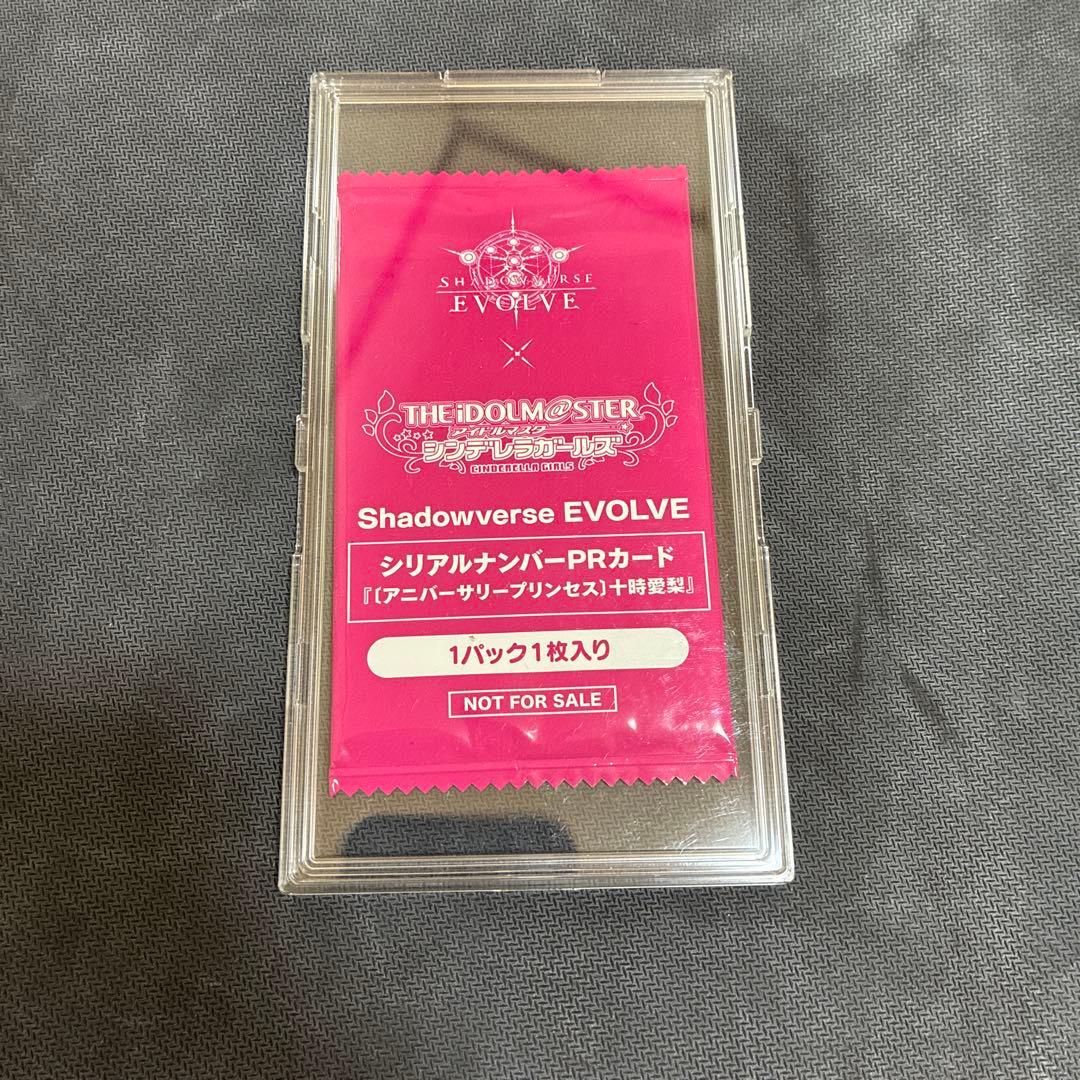 SHADOWVERSE
EVOLVE
×
THE iDOLM@STER
アイドルマスタ
シンデレラガールズ
CINDERELLA GIRLS
Shadowverse EVOLVE
シリアルナンバーPRカード
『〔アニバーサリープリンセス〕十時愛梨』
1パック1枚入り
NOT FOR SALE